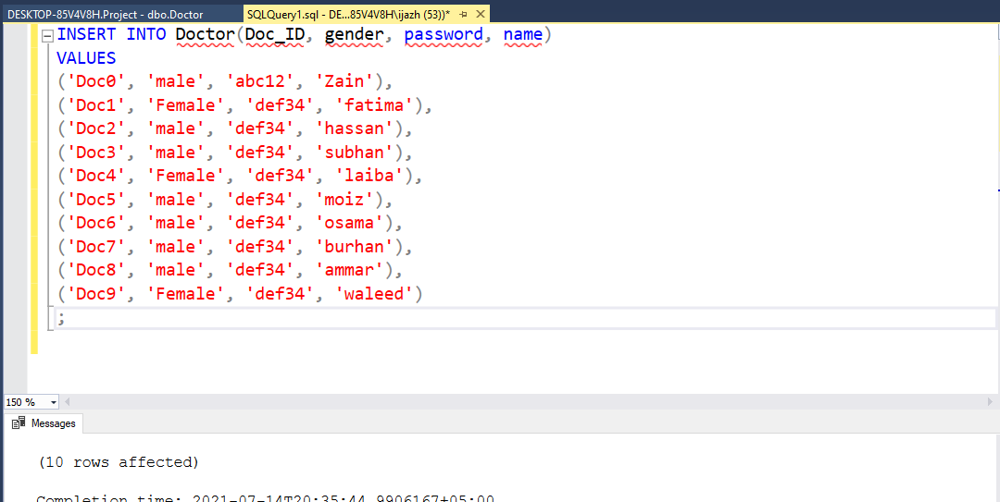 DESKTOP-85V4V8H.Project - dbo.Doctor
SQLQuery1.sql - DE...85V4V8H\ijazh (53))*
INSERT INTO Doctor(Doc_ID, gender, password, name)
VALUES
('Doc0', 'male', 'abc12', 'Zain'),
('Doc1', 'Female', 'def34', 'fatima'),
('Doc2', 'male', 'def34', 'hassan'),
('Doc3', 'male', 'def34', 'subhan'),
('Doc4', 'Female', 'def34', 'laiba'),
('Doc5', 'male', 'def34', 'moiz'),
('Doc6', 'male', 'def34', 'osama'),
('Doc7', 'male', 'def34', 'burhan'),
('Doc8', 'male', 'def34', 'ammar'),
('Doc9', 'Female', 'def34', 'waleed')
;
150 %
Messages
(10 rows affected)
Completion time: 2021-07-14T20:35:44.9906167+05:00